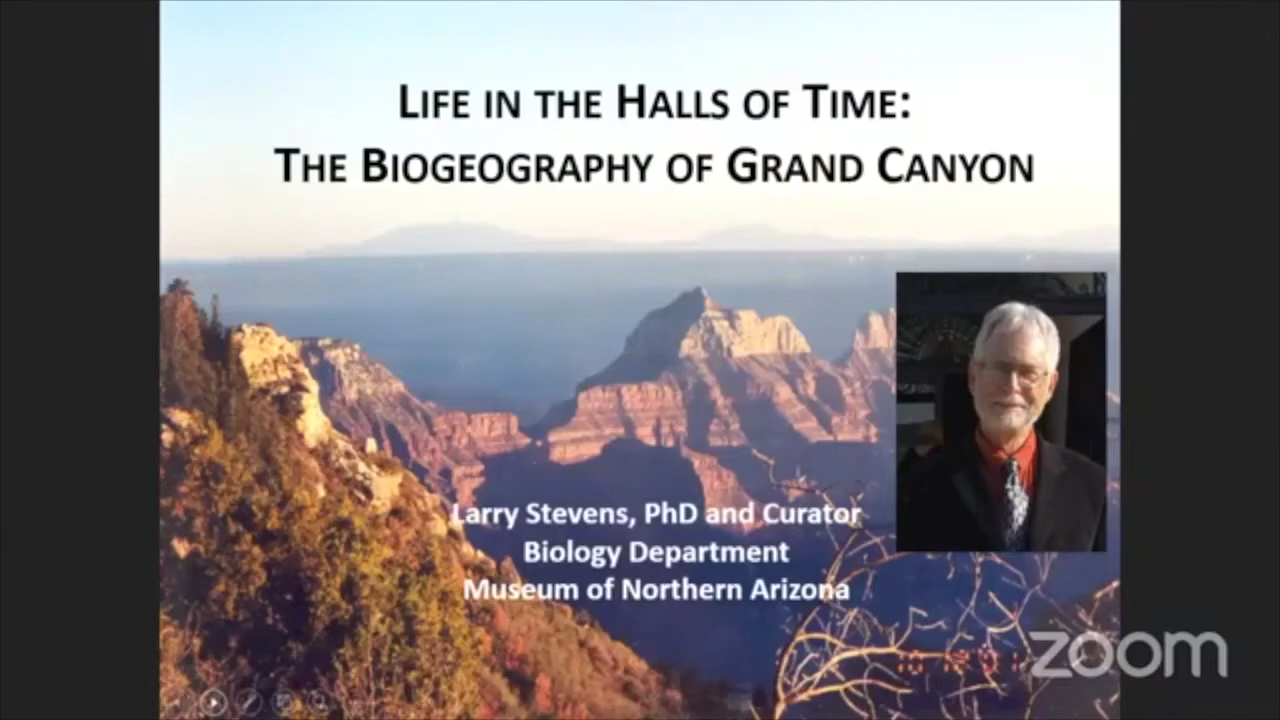 LIFE IN THE HALLS OF TIME:
THE BIOGEOGRAPHY OF GRAND CANYON
Larry Stevens, PhD and Curator
Biology Department
Museum of Northern Arizona
zoom